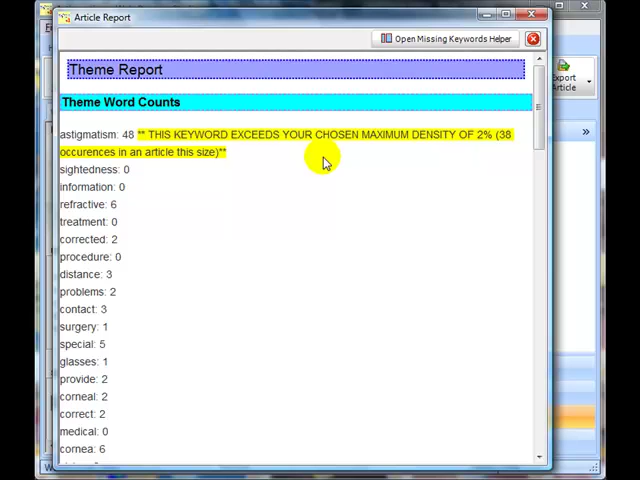 Article Report
Open Missing Keywords Helper
Theme Report
Theme Word Counts
astigmatism: 48 ** THIS KEYWORD EXCEEDS YOUR CHOSEN MAXIMUM DENSITY OF 2% (38
occurences in an article this size)**
sightedness: 0
information: 0
refractive: 6
treatment: 0
corrected: 2
procedure: 0
distance: 3
problems: 2
contact: 3
surgery: 1
special: 5
glasses: 1
provide: 2
corneal: 2
correct: 2
medical: 0
cornea: 6
Export
Article